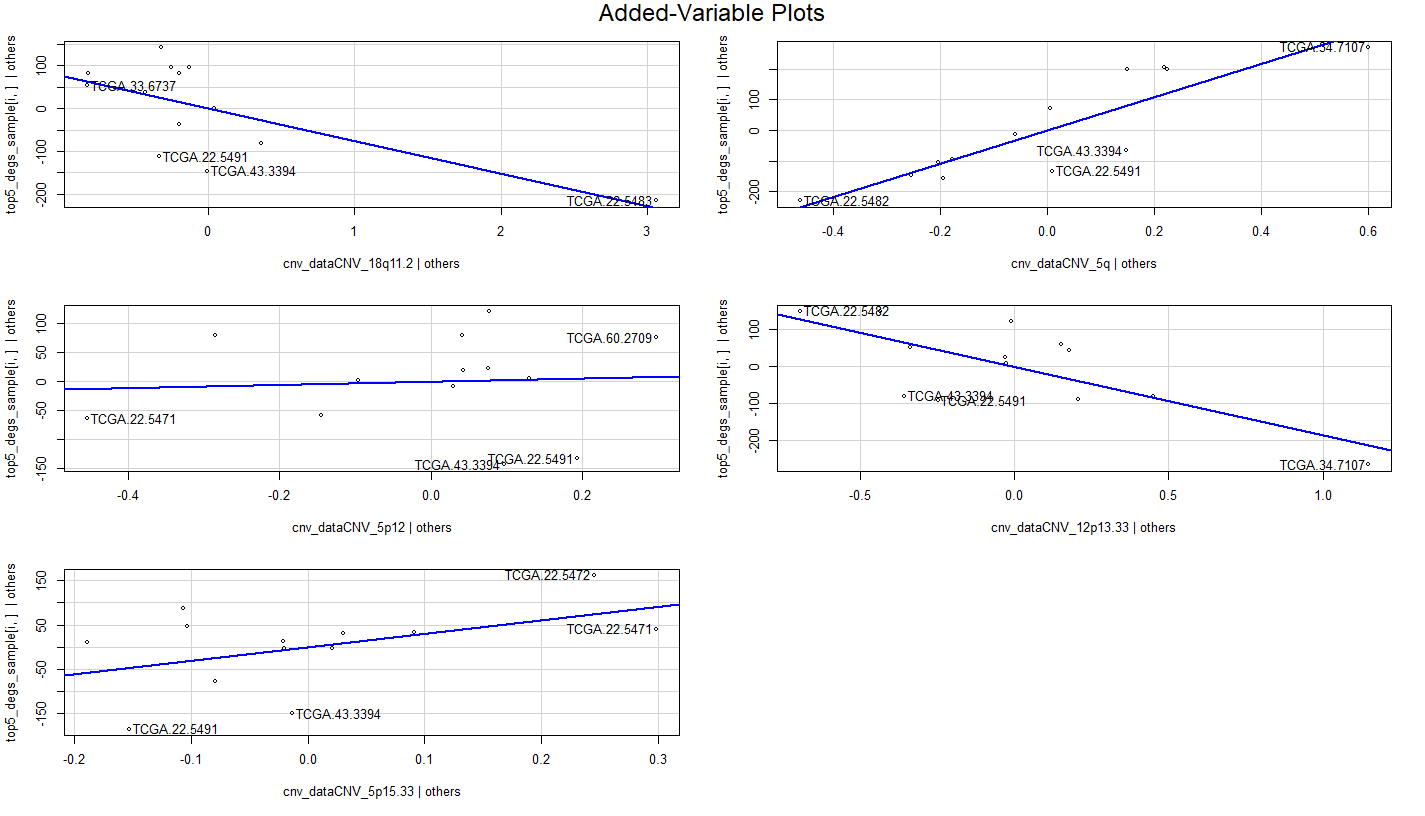 Added-Variable Plots
top5_degs_sample[i, ] | others
100
0
-100
-200
TCGA.33.6737
TCGA.22.5491
TCGA.43.3394
TCGA.22.5483
0 1 2 3
cnv_dataCNV_18q11.2 | others
top5_degs_sample[i, ] | others
100
0
-200
TCGA.34.7107
TCGA.43.3394
TCGA.22.5491
TCGA.22.5482
-0.4 -0.2 0.0 0.2 0.4 0.6
cnv_dataCNV_5q | others
top5_degs_sample[i, ] | others
100
50
0
-50
-150
TCGA.60.2709
TCGA.22.5471
TCGA.43.3394
TCGA.22.5491
-0.4 -0.2 0.0 0.2
cnv_dataCNV_5p12 | others
top5_degs_sample[i, ] | others
100
0
-100
-200
TCGA.22.5482
TCGA.43.3394
TCGA.22.5491
TCGA.34.7107
-0.5 0.0 0.5 1.0
cnv_dataCNV_12p13.33 | others
top5_degs_sample[i, ] | others
150
50
-50
-150
TCGA.22.5472
TCGA.22.5471
TCGA.43.3394
TCGA.22.5491
-0.2 -0.1 0.0 0.1 0.2 0.3
cnv_dataCNV_5p15.33 | others